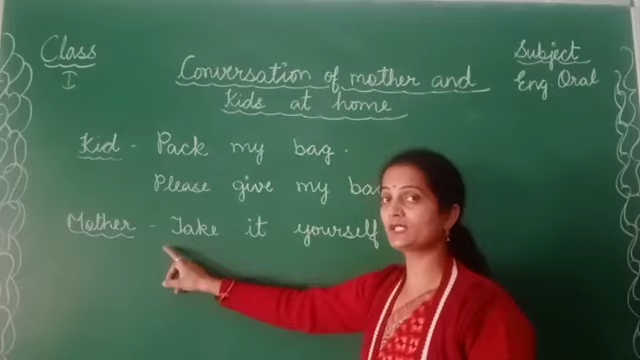 Class
I
Subject
Eng Oral
Conversation of mother and
Kids at home
Kid - Pack my bag.
Please give my
Mother - Take it yourself